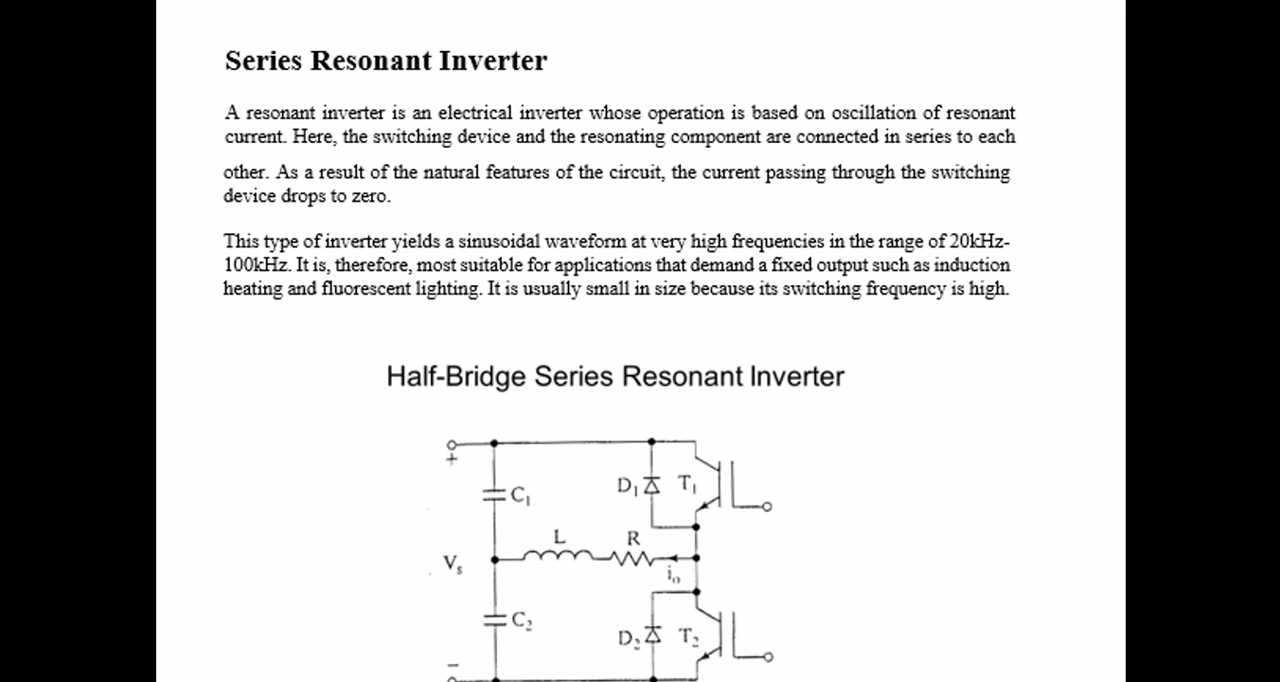 Series Resonant Inverter
A resonant inverter is an electrical inverter whose operation is based on oscillation of resonant
current. Here, the switching device and the resonating component are connected in series to each
other. As a result of the natural features of the circuit, the current passing through the switching
device drops to zero.
This type of inverter yields a sinusoidal waveform at very high frequencies in the range of 20kHz-
100kHz. It is, therefore, most suitable for applications that demand a fixed output such as induction
heating and fluorescent lighting. It is usually small in size because its switching frequency is high.
Half-Bridge Series Resonant Inverter
+
C₁
D₁
T₁
L
R
Vₛ
i₀
C₂
D₂
T₂
−